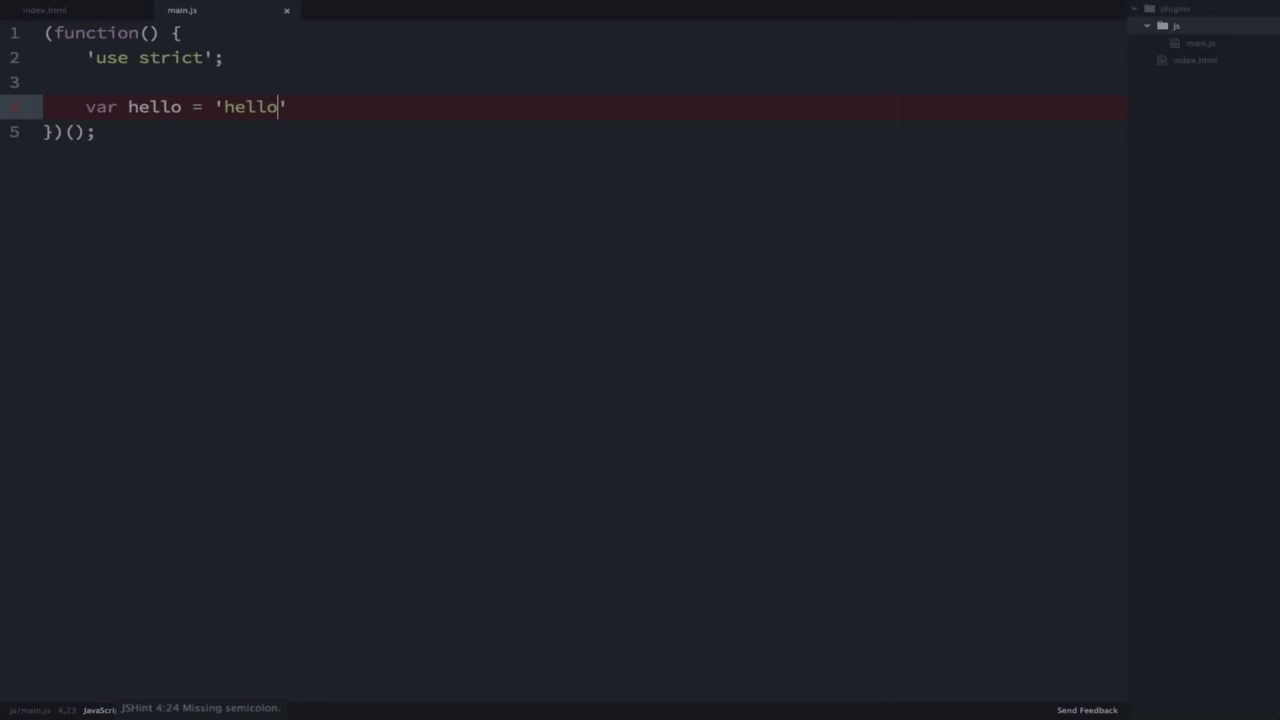 index.html
main.js
×
plugins
js
main.js
index.html
1 (function() {
2 'use strict';
3
4 var hello = 'hello'
5 })();
js/main.js 4,23 JavaScri JSHint 4:24 Missing semicolon.
Send Feedback